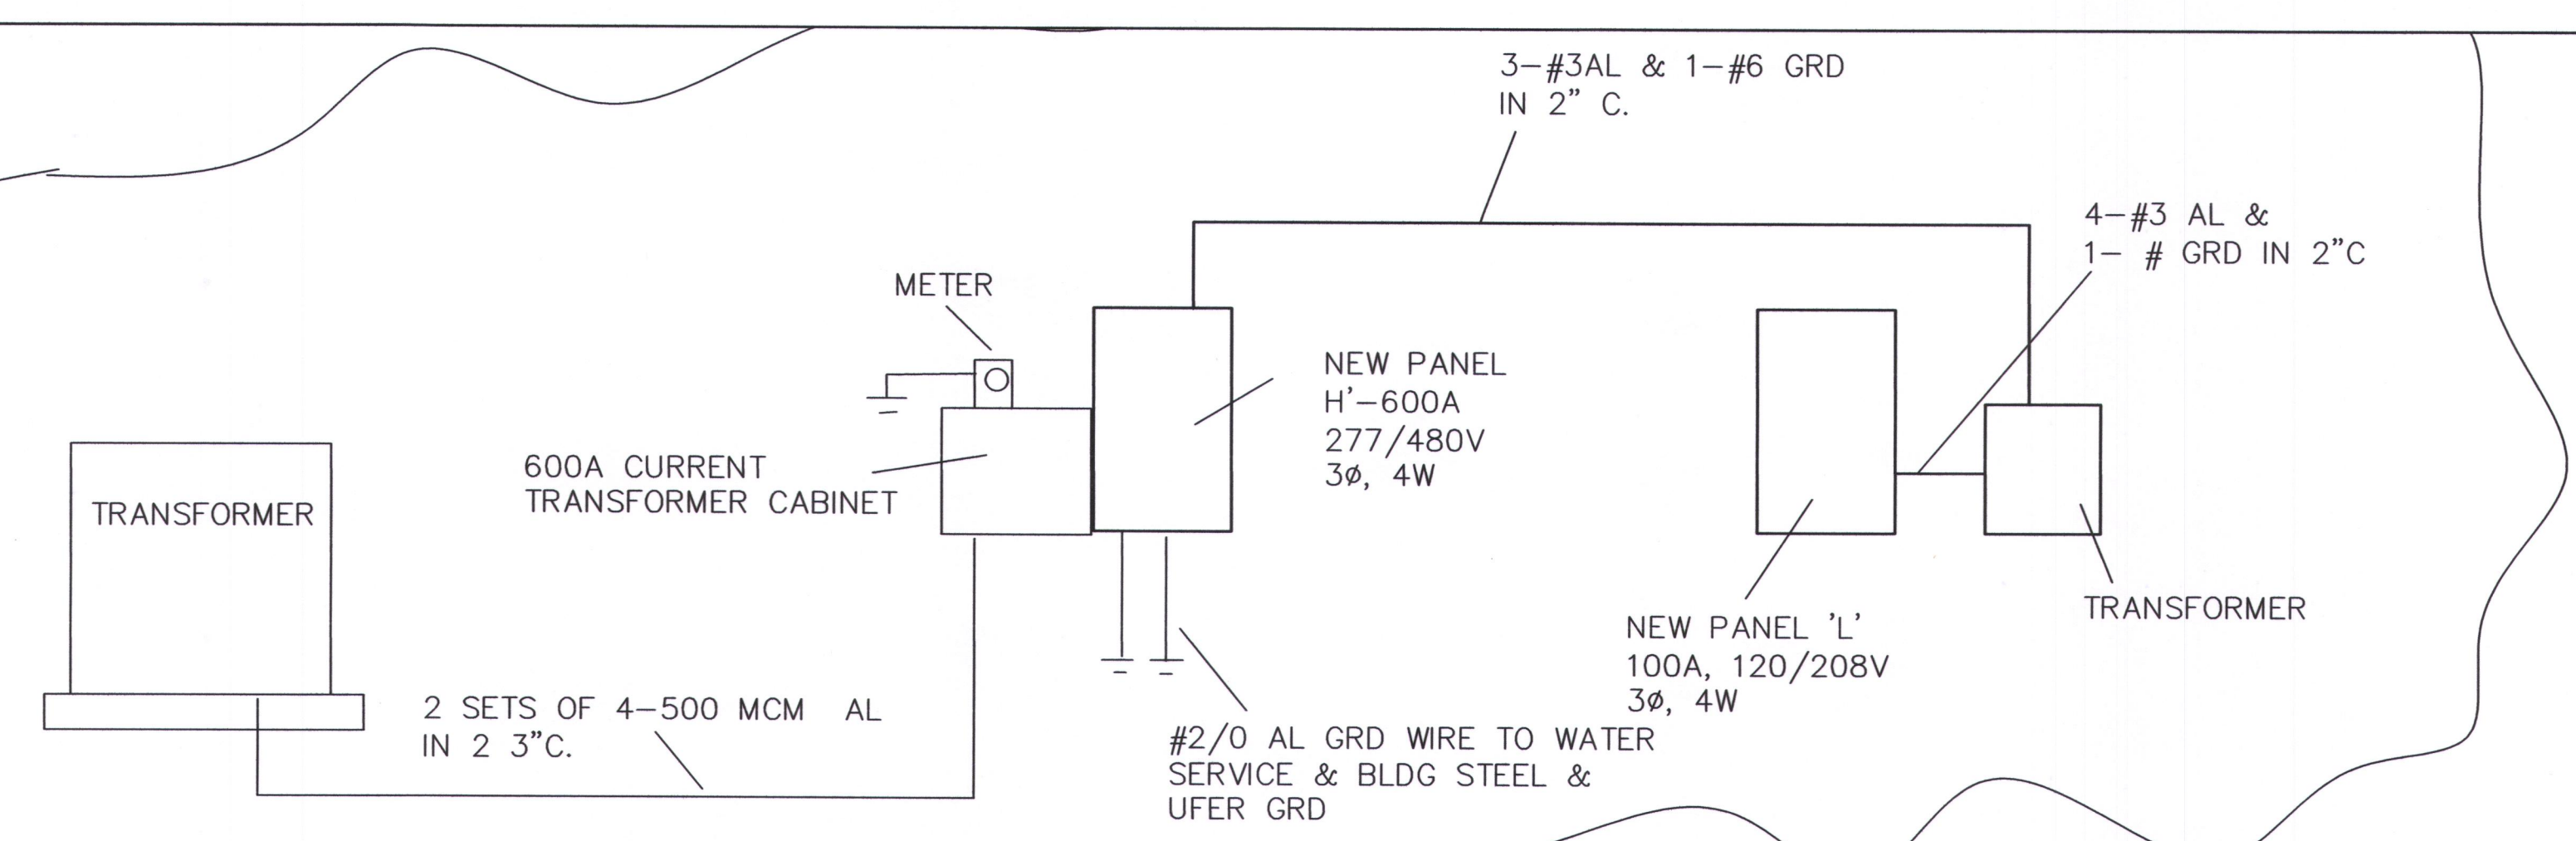 3-#3AL & 1-#6 GRD
IN 2" C.
4-#3 AL &
1- # GRD IN 2"C
METER
NEW PANEL
H'-600A
277/480V
3ø, 4W
600A CURRENT
TRANSFORMER CABINET
TRANSFORMER
2 SETS OF 4-500 MCM AL
IN 2 3"C.
#2/0 AL GRD WIRE TO WATER
SERVICE & BLDG STEEL &
UFER GRD
NEW PANEL 'L'
100A, 120/208V
3ø, 4W
TRANSFORMER